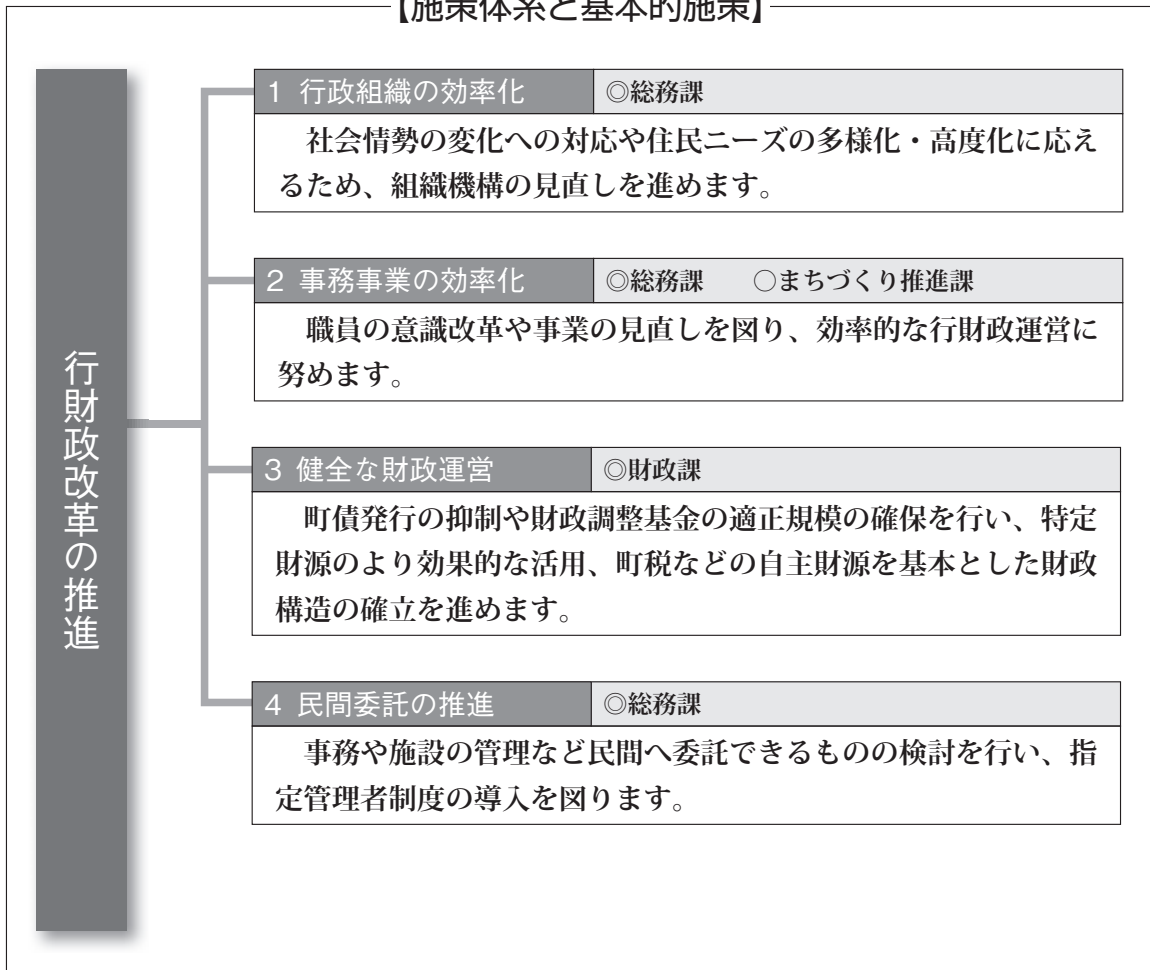 【施策体系と基本的施策】
行財政改革の推進
1 行政組織の効率化 ◎総務課
社会情勢の変化への対応や住民ニーズの多様化・高度化に応え
るため、組織機構の見直しを進めます。
2 事務事業の効率化 ◎総務課 ○まちづくり推進課
職員の意識改革や事業の見直しを図り、効率的な行財政運営に
努めます。
3 健全な財政運営 ◎財政課
町債発行の抑制や財政調整基金の適正規模の確保を行い、特定
財源のより効果的な活用、町税などの自主財源を基本とした財政
構造の確立を進めます。
4 民間委託の推進 ◎総務課
事務や施設の管理など民間へ委託できるものの検討を行い、指
定管理者制度の導入を図ります。